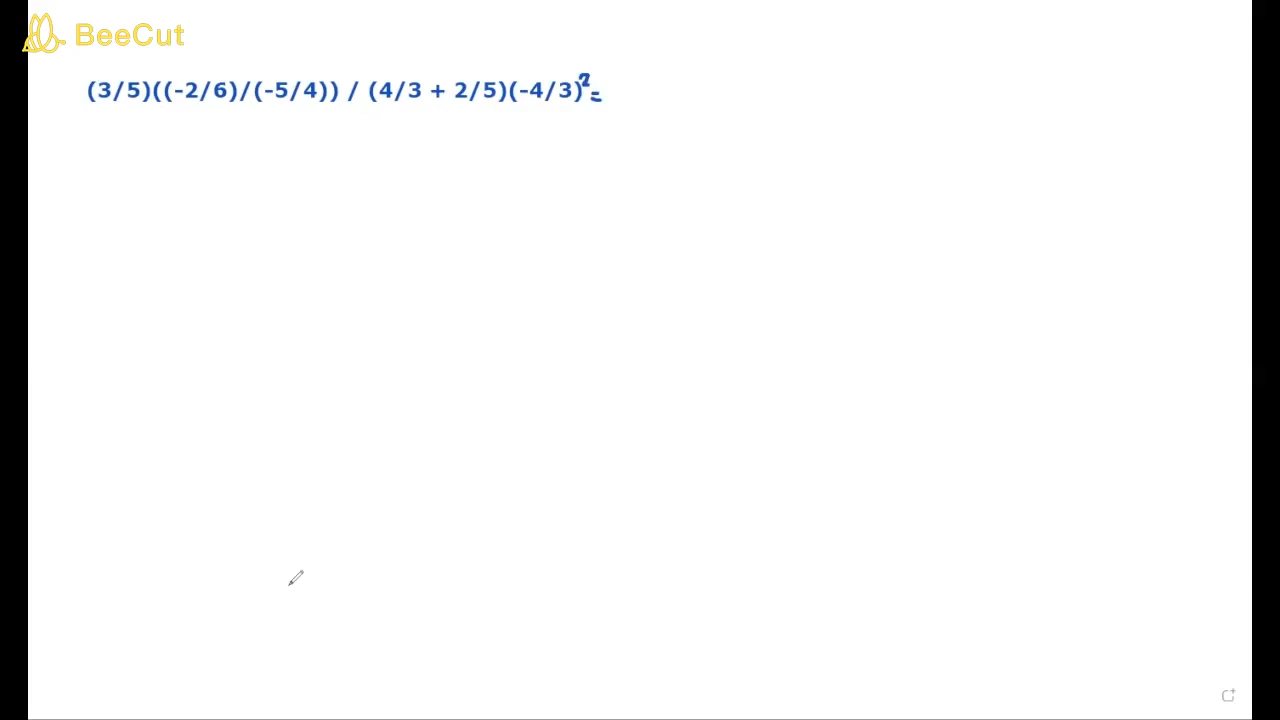 BeeCut
(3/5)((-2/6)/(-5/4)) / (4/3 + 2/5)(-4/3)²=